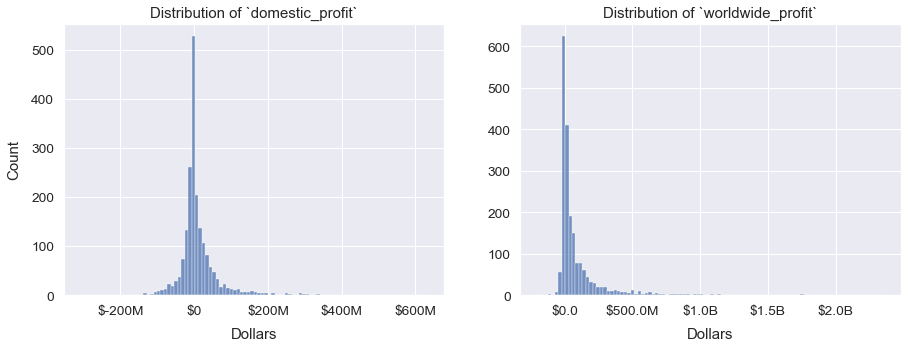 Distribution of `domestic_profit`
Distribution of `worldwide_profit`
Count
500
400
300
200
100
0
$-200M $0 $200M $400M $600M
Dollars
600
500
400
300
200
100
0
$0.0 $500.0M $1.0B $1.5B $2.0B
Dollars